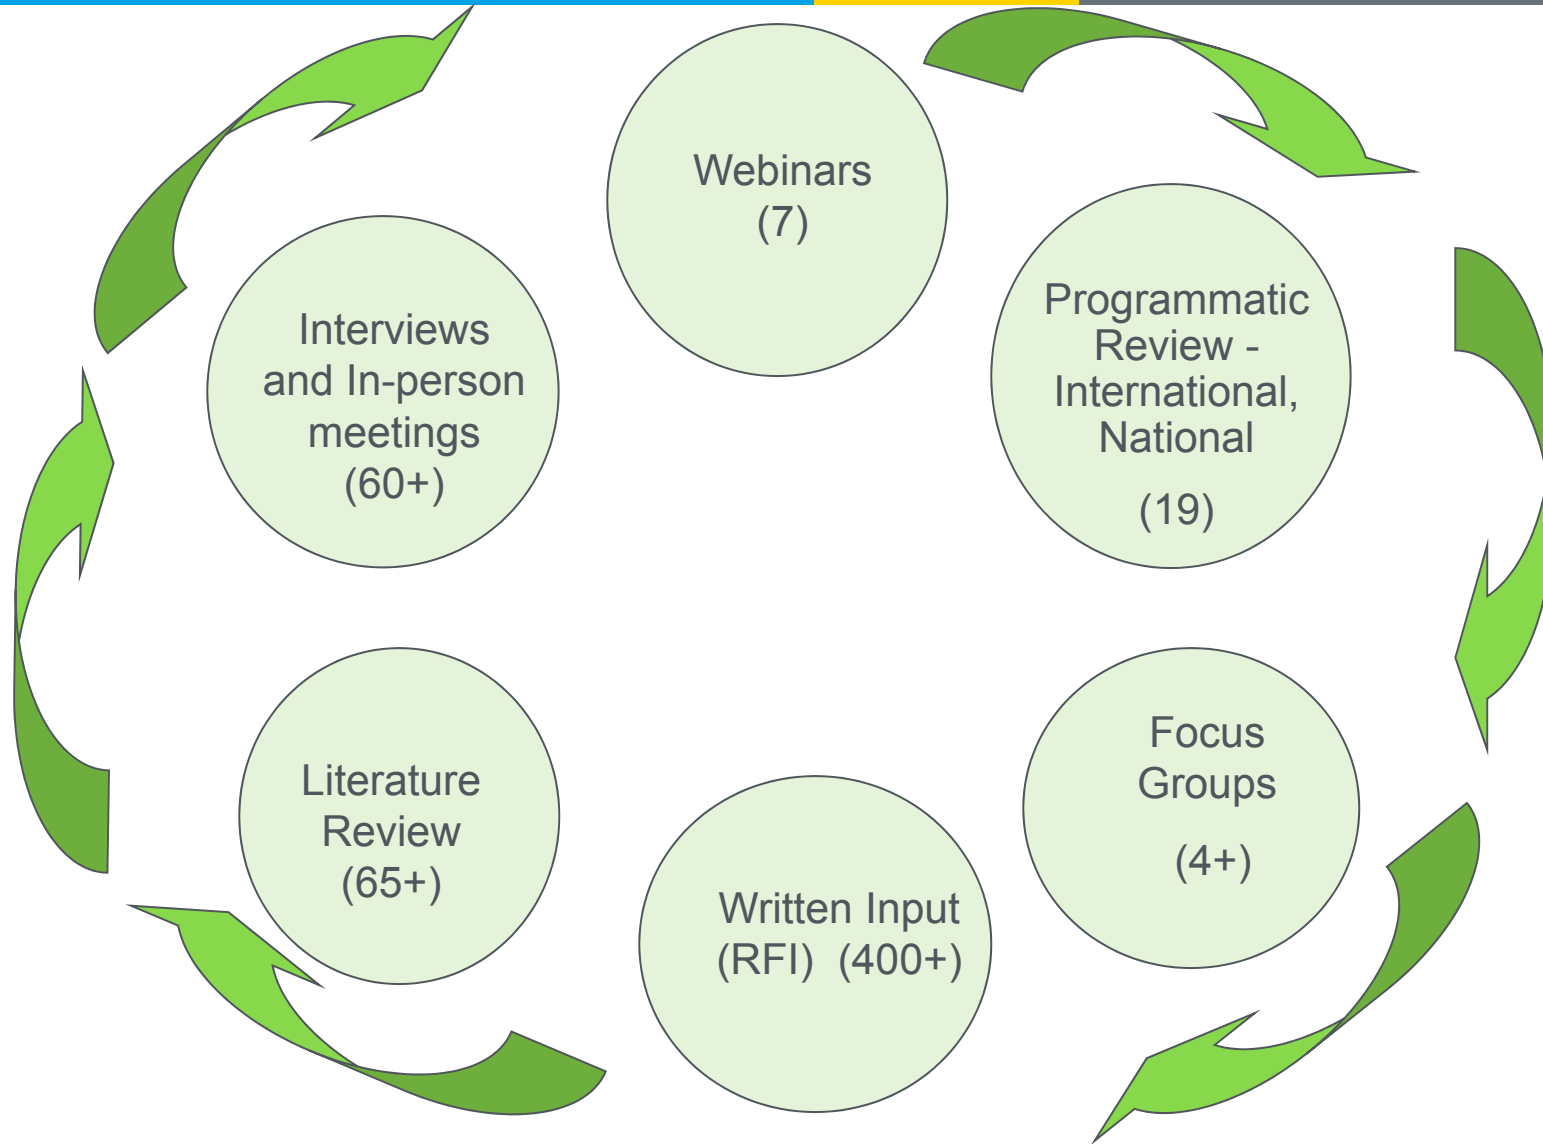 Webinars
(7)
Programmatic
Review -
International,
National
(19)
Focus
Groups
(4+)
Written Input
(RFI)  (400+)
Literature
Review
(65+)
Interviews
and In-person
meetings
(60+)